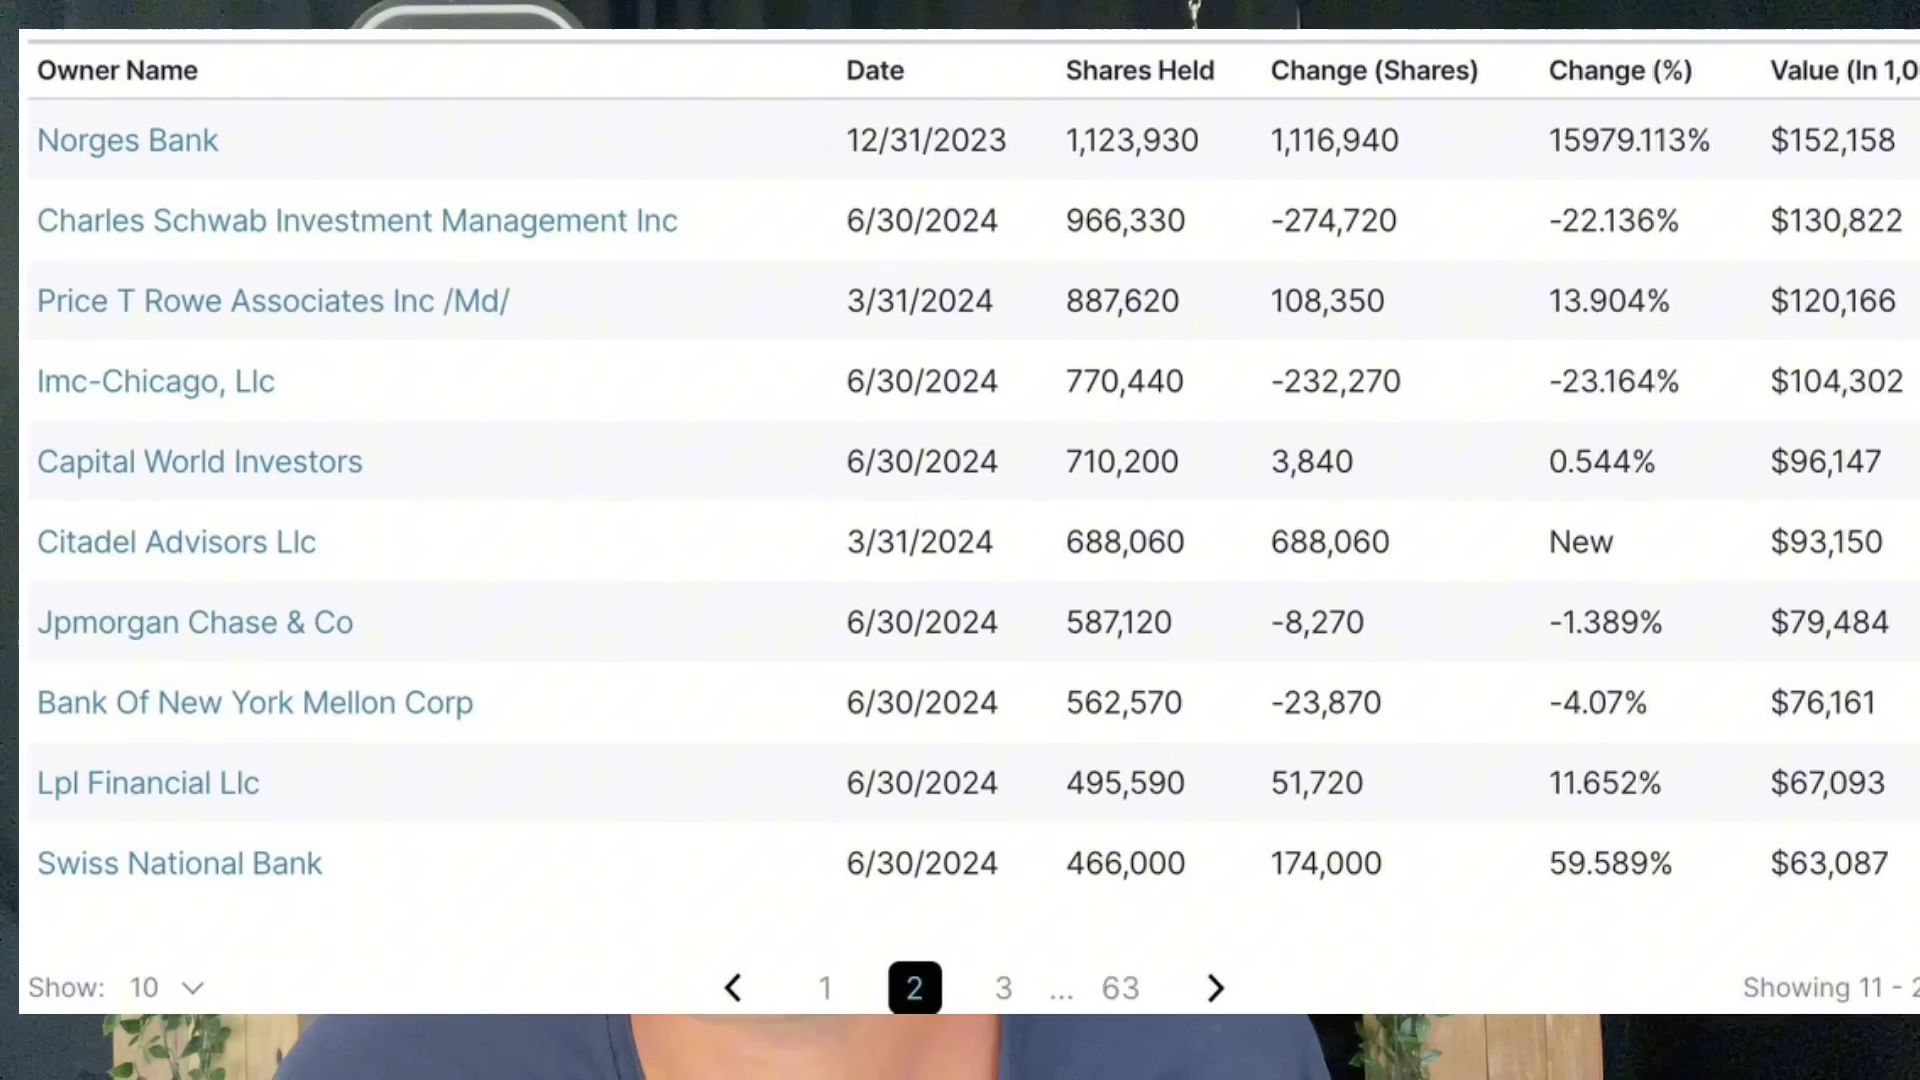 Owner Name Date Shares Held Change (Shares) Change (%) Value (In 1,0
Norges Bank 12/31/2023 1,123,930 1,116,940 15979.113% $152,158
Charles Schwab Investment Management Inc 6/30/2024 966,330 -274,720 -22.136% $130,822
Price T Rowe Associates Inc /Md/ 3/31/2024 887,620 108,350 13.904% $120,166
Imc-Chicago, Llc 6/30/2024 770,440 -232,270 -23.164% $104,302
Capital World Investors 6/30/2024 710,200 3,840 0.544% $96,147
Citadel Advisors Llc 3/31/2024 688,060 688,060 New $93,150
Jpmorgan Chase & Co 6/30/2024 587,120 -8,270 -1.389% $79,484
Bank Of New York Mellon Corp 6/30/2024 562,570 -23,870 -4.07% $76,161
Lpl Financial Llc 6/30/2024 495,590 51,720 11.652% $67,093
Swiss National Bank 6/30/2024 466,000 174,000 59.589% $63,087
Show: 10 1 2 3 ... 63 Showing 11 -